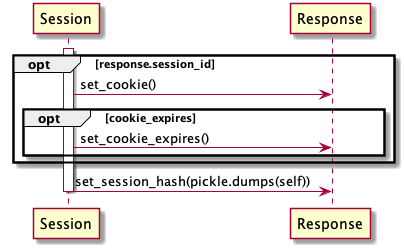 Session Response
opt [response.session_id]
set_cookie()
opt [cookie_expires]
set_cookie_expires()
set_session_hash(pickle.dumps(self))
Session Response